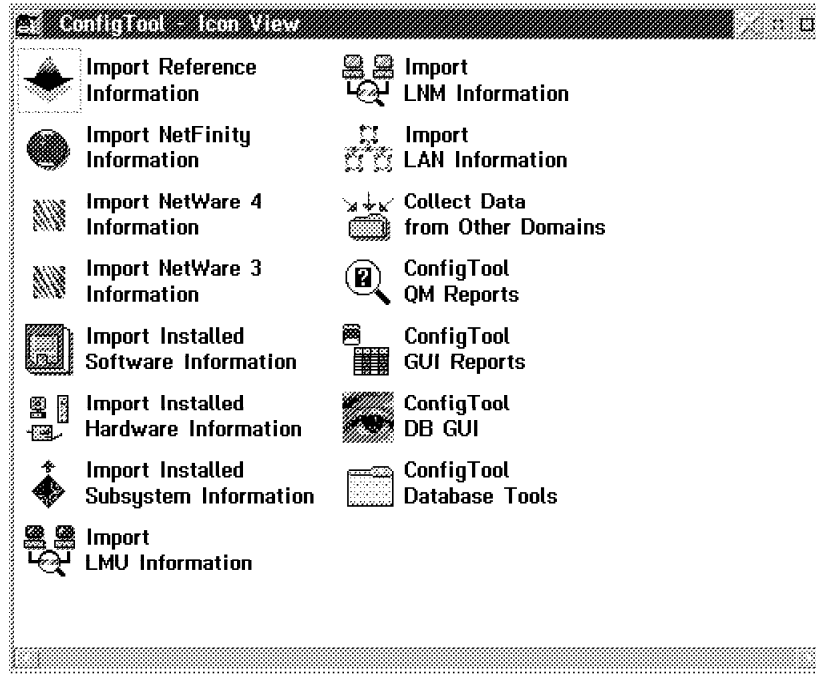 ConfigTool - Icon View
Import Reference
Information
Import NetFinity
Information
Import NetWare 4
Information
Import NetWare 3
Information
Import Installed
Software Information
Import Installed
Hardware Information
Import Installed
Subsystem Information
Import
LMU Information
Import
LNM Information
Import
LAN Information
Collect Data
from Other Domains
ConfigTool
QM Reports
ConfigTool
GUI Reports
ConfigTool
DB GUI
ConfigTool
Database Tools